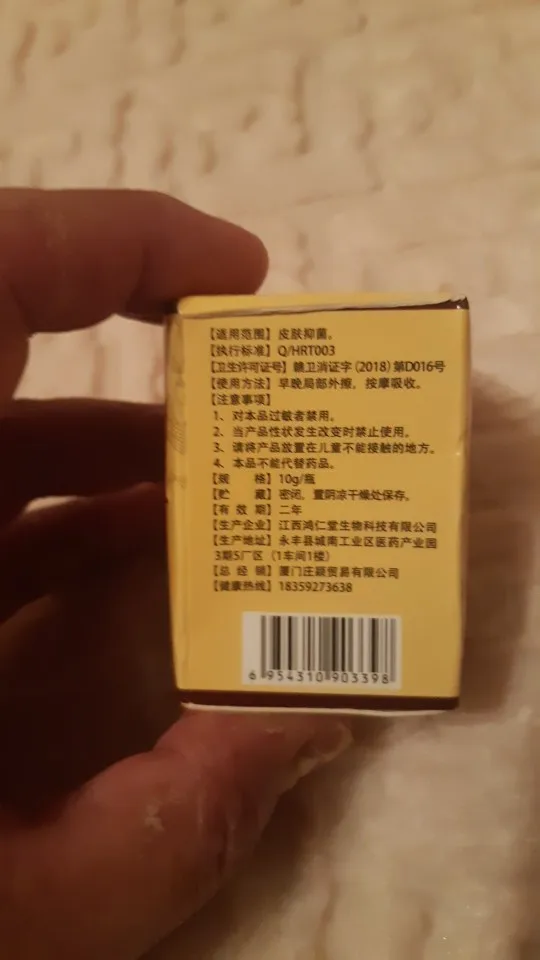 【适用范围】皮肤抑菌。
【执行标准】Q/HRT003
【卫生许可证号】赣卫消证字(2018)第D016号
【使用方法】早晚局部外擦，按摩吸收。
【注意事项】
1、对本品过敏者禁用。
2、当产品性状发生改变时禁止使用。
3、请将产品放置在儿童不能接触的地方。
4、本品不能代替药品。
【规 格】10g/瓶
【贮 藏】密闭，置阴凉干燥处保存。
【有 效 期】二年
【生产企业】江西鸿仁堂生物科技有限公司
【生产地址】永丰县城南工业区医药产业园
3期5厂区（1车间1楼）
【总 经 销】厦门庄颖贸易有限公司
【健康热线】18359273638
6 954310 903398